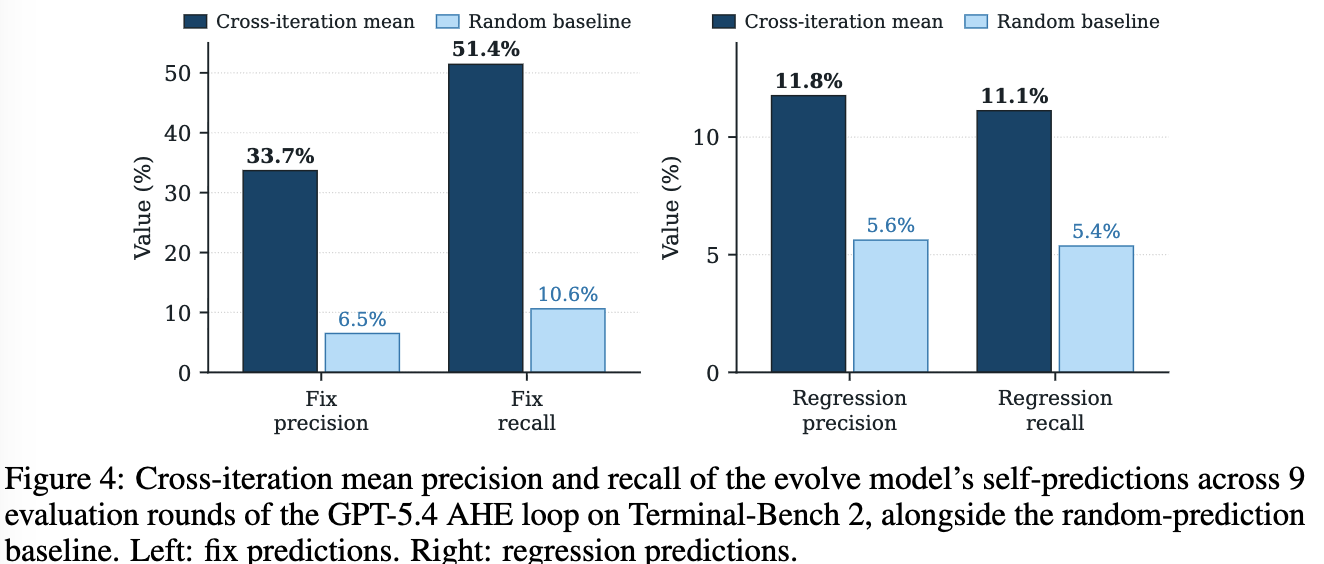 Cross-iteration mean Random baseline
Cross-iteration mean Random baseline
Value (%)
50
40
30
20
10
0
33.7%
6.5%
51.4%
10.6%
Fix
precision
Fix
recall
Value (%)
10
5
0
11.8%
5.6%
11.1%
5.4%
Regression
precision
Regression
recall
Figure 4: Cross-iteration mean precision and recall of the evolve model’s self-predictions across 9
evaluation rounds of the GPT-5.4 AHE loop on Terminal-Bench 2, alongside the random-prediction
baseline. Left: fix predictions. Right: regression predictions.